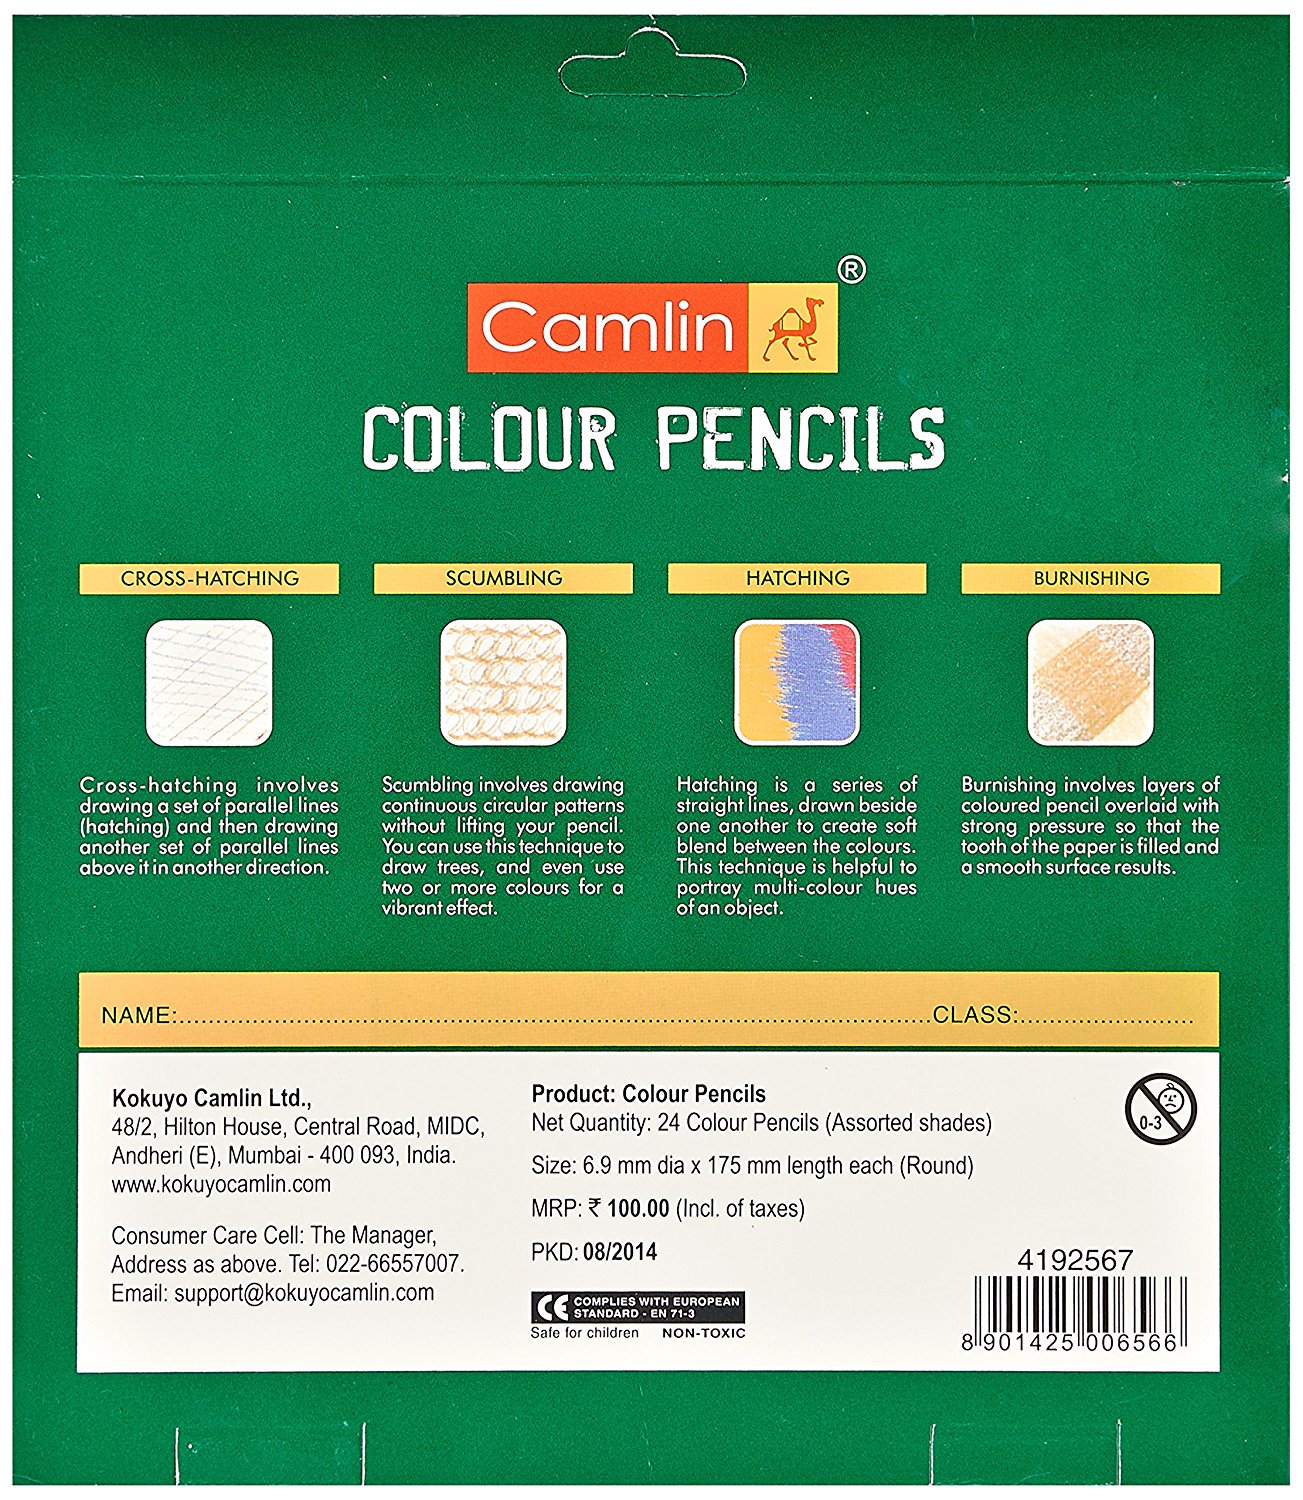 Camlin ®
COLOUR PENCILS
CROSS-HATCHING
Cross-hatching involves
drawing a set of parallel lines
(hatching) and then drawing
another set of parallel lines
above it in another direction.
SCUMBLING
Scumbling involves drawing
continuous circular patterns
without lifting your pencil.
You can use this technique to
draw trees, and even use
two or more colours for a
vibrant effect.
HATCHING
Hatching is a series of
straight lines, drawn beside
one another to create soft
blend between the colours.
This technique is helpful to
portray multi-colour hues
of an object.
BURNISHING
Burnishing involves layers of
coloured pencil overlaid with
strong pressure so that the
tooth of the paper is filled and
a smooth surface results.
NAME:..........................................................................................................CLASS:........................
Kokuyo Camlin Ltd.,
48/2, Hilton House, Central Road, MIDC,
Andheri (E), Mumbai - 400 093, India.
www.kokuyocamlin.com
Consumer Care Cell: The Manager,
Address as above. Tel: 022-66557007.
Email: support@kokuyocamlin.com
Product: Colour Pencils
Net Quantity: 24 Colour Pencils (Assorted shades)
Size: 6.9 mm dia x 175 mm length each (Round)
MRP: ₹ 100.00 (Incl. of taxes)
PKD: 08/2014
CE COMPLIES WITH EUROPEAN
STANDARD - EN 71-3
Safe for children NON-TOXIC
0-3
4192567
8 901425 006566